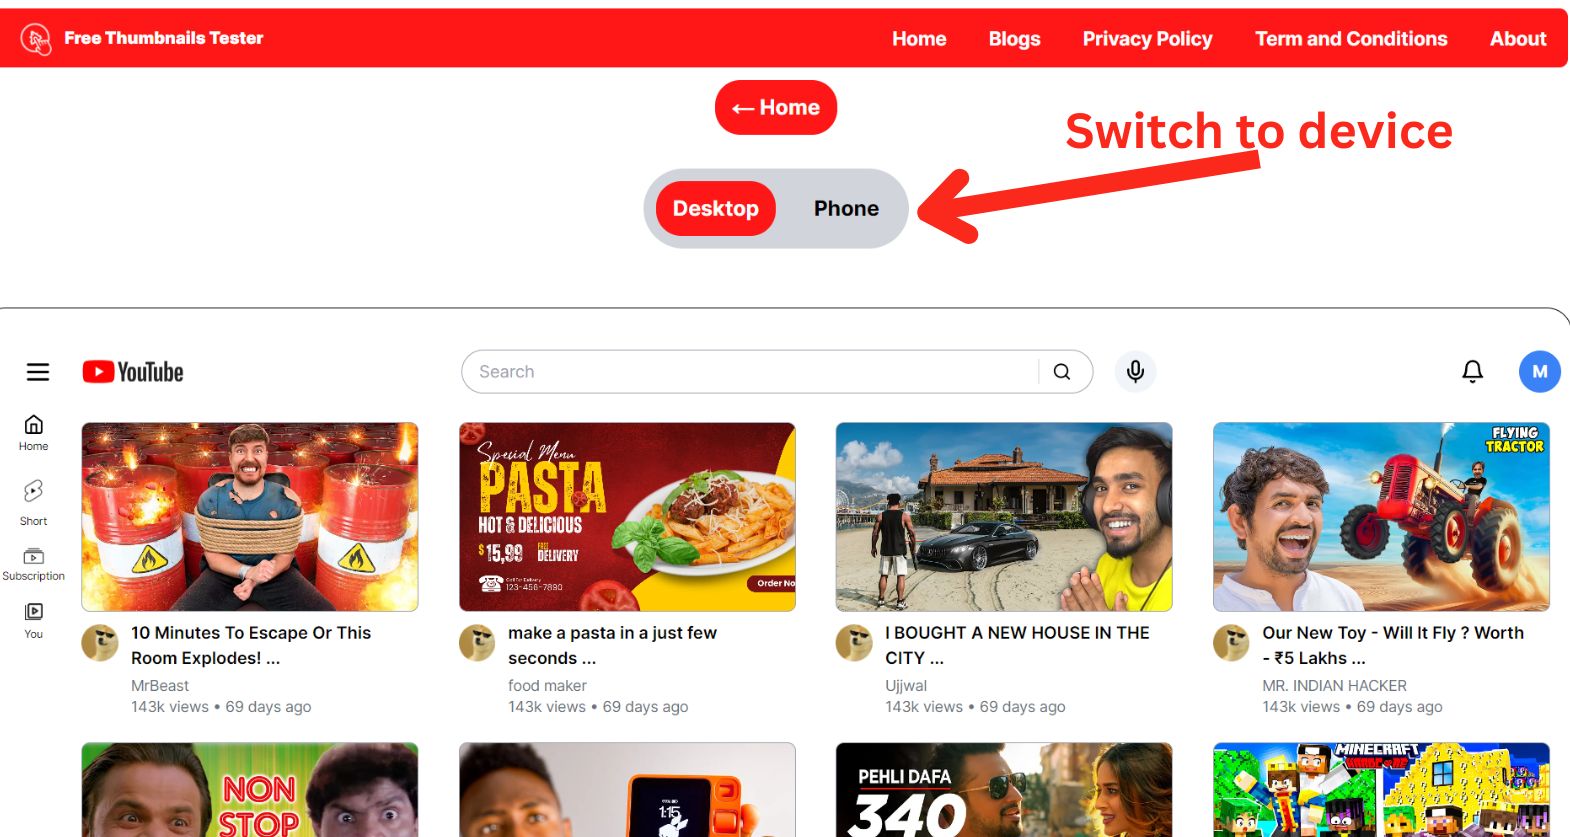 Free Thumbnails Tester
Home Blogs Privacy Policy Term and Conditions About
← Home
Switch to device
Desktop Phone
YouTube
Search
M
Home
Short
Subscription
You
Special Menu
PASTA
HOT & DELICIOUS
$15,99 FREE DELIVERY
Call For Delivery
123-456-7890
Order No
FLYING
TRACTOR
10 Minutes To Escape Or This
Room Explodes! ...
MrBeast
143k views • 69 days ago
make a pasta in a just few
seconds ...
food maker
143k views • 69 days ago
I BOUGHT A NEW HOUSE IN THE
CITY ...
Ujjwal
143k views • 69 days ago
Our New Toy - Will It Fly ? Worth
- ₹5 Lakhs ...
MR. INDIAN HACKER
143k views • 69 days ago
NON
STOP
1:15
PEHLI DAFA
340
MINECRAFT
HARDCORE